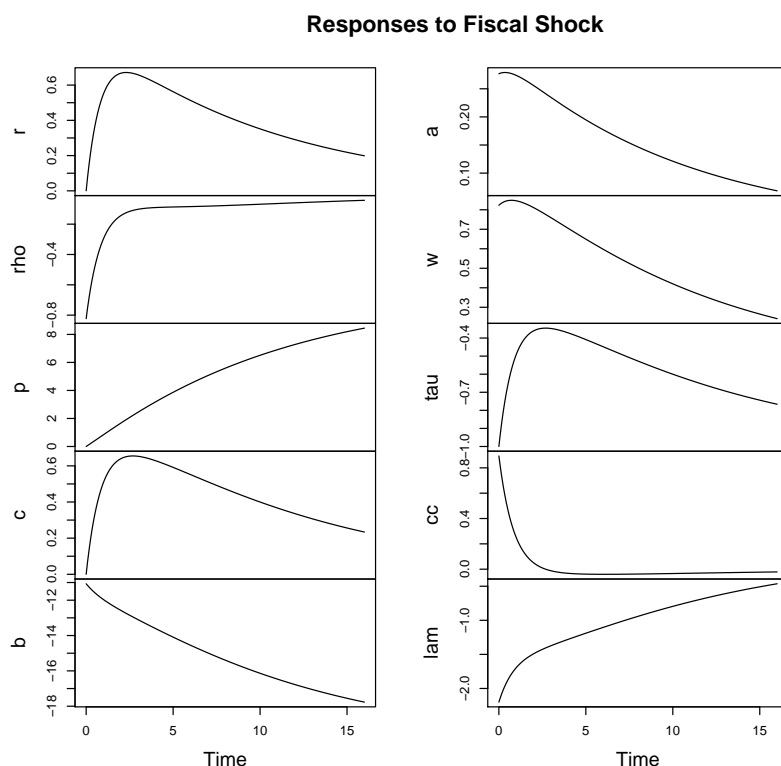 Responses to Fiscal Shock
r
0.0 0.2 0.4 0.6
rho
−0.8 −0.4
p
0 2 4 6 8
c
0.0 0.2 0.4 0.6
b
−18 −16 −14 −12
0 5 10 15
Time
a
0.10 0.20
w
0.3 0.5 0.7
tau
−1.0 −0.7 −0.4
cc
0.0 0.4 0.8
lam
−2.0 −1.0
0 5 10 15
Time